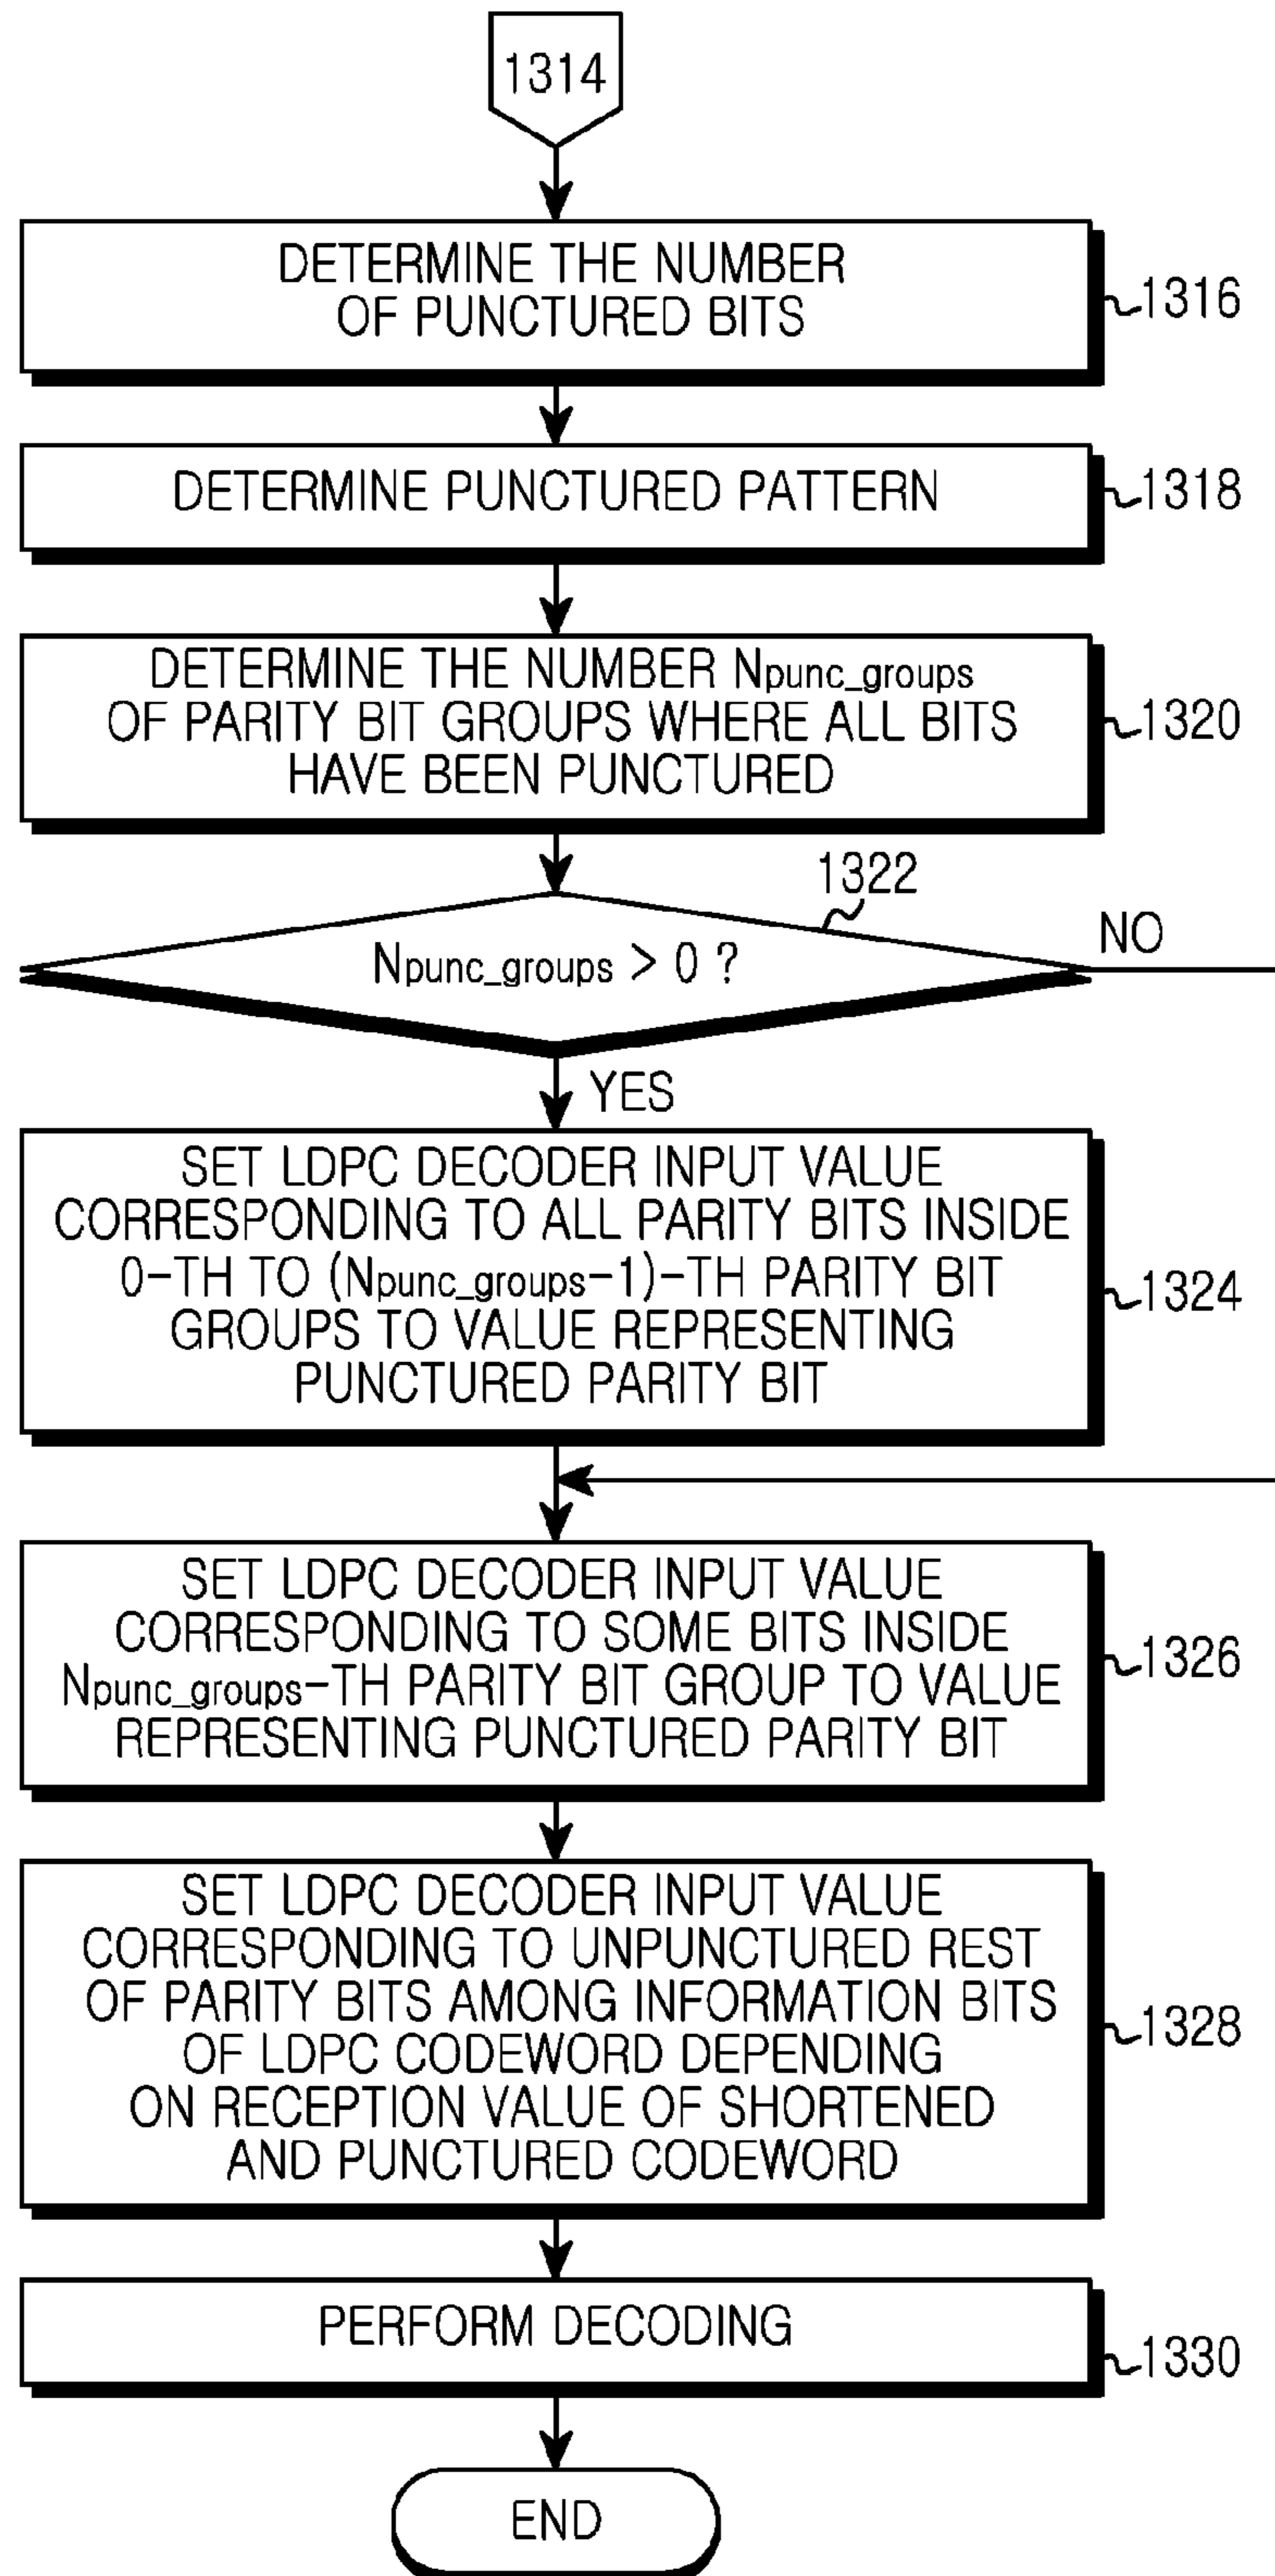 1314
DETERMINE THE NUMBER
OF PUNCTURED BITS
1316
DETERMINE PUNCTURED PATTERN
1318
DETERMINE THE NUMBER Npunc_groups
OF PARITY BIT GROUPS WHERE ALL BITS
HAVE BEEN PUNCTURED
1320
1322
Npunc_groups > 0 ?
NO
YES
SET LDPC DECODER INPUT VALUE
CORRESPONDING TO ALL PARITY BITS INSIDE
0-TH TO (Npunc_groups-1)-TH PARITY BIT
GROUPS TO VALUE REPRESENTING
PUNCTURED PARITY BIT
1324
SET LDPC DECODER INPUT VALUE
CORRESPONDING TO SOME BITS INSIDE
Npunc_groups-TH PARITY BIT GROUP TO VALUE
REPRESENTING PUNCTURED PARITY BIT
1326
SET LDPC DECODER INPUT VALUE
CORRESPONDING TO UNPUNCTURED REST
OF PARITY BITS AMONG INFORMATION BITS
OF LDPC CODEWORD DEPENDING
ON RECEPTION VALUE OF SHORTENED
AND PUNCTURED CODEWORD
1328
PERFORM DECODING
1330
END